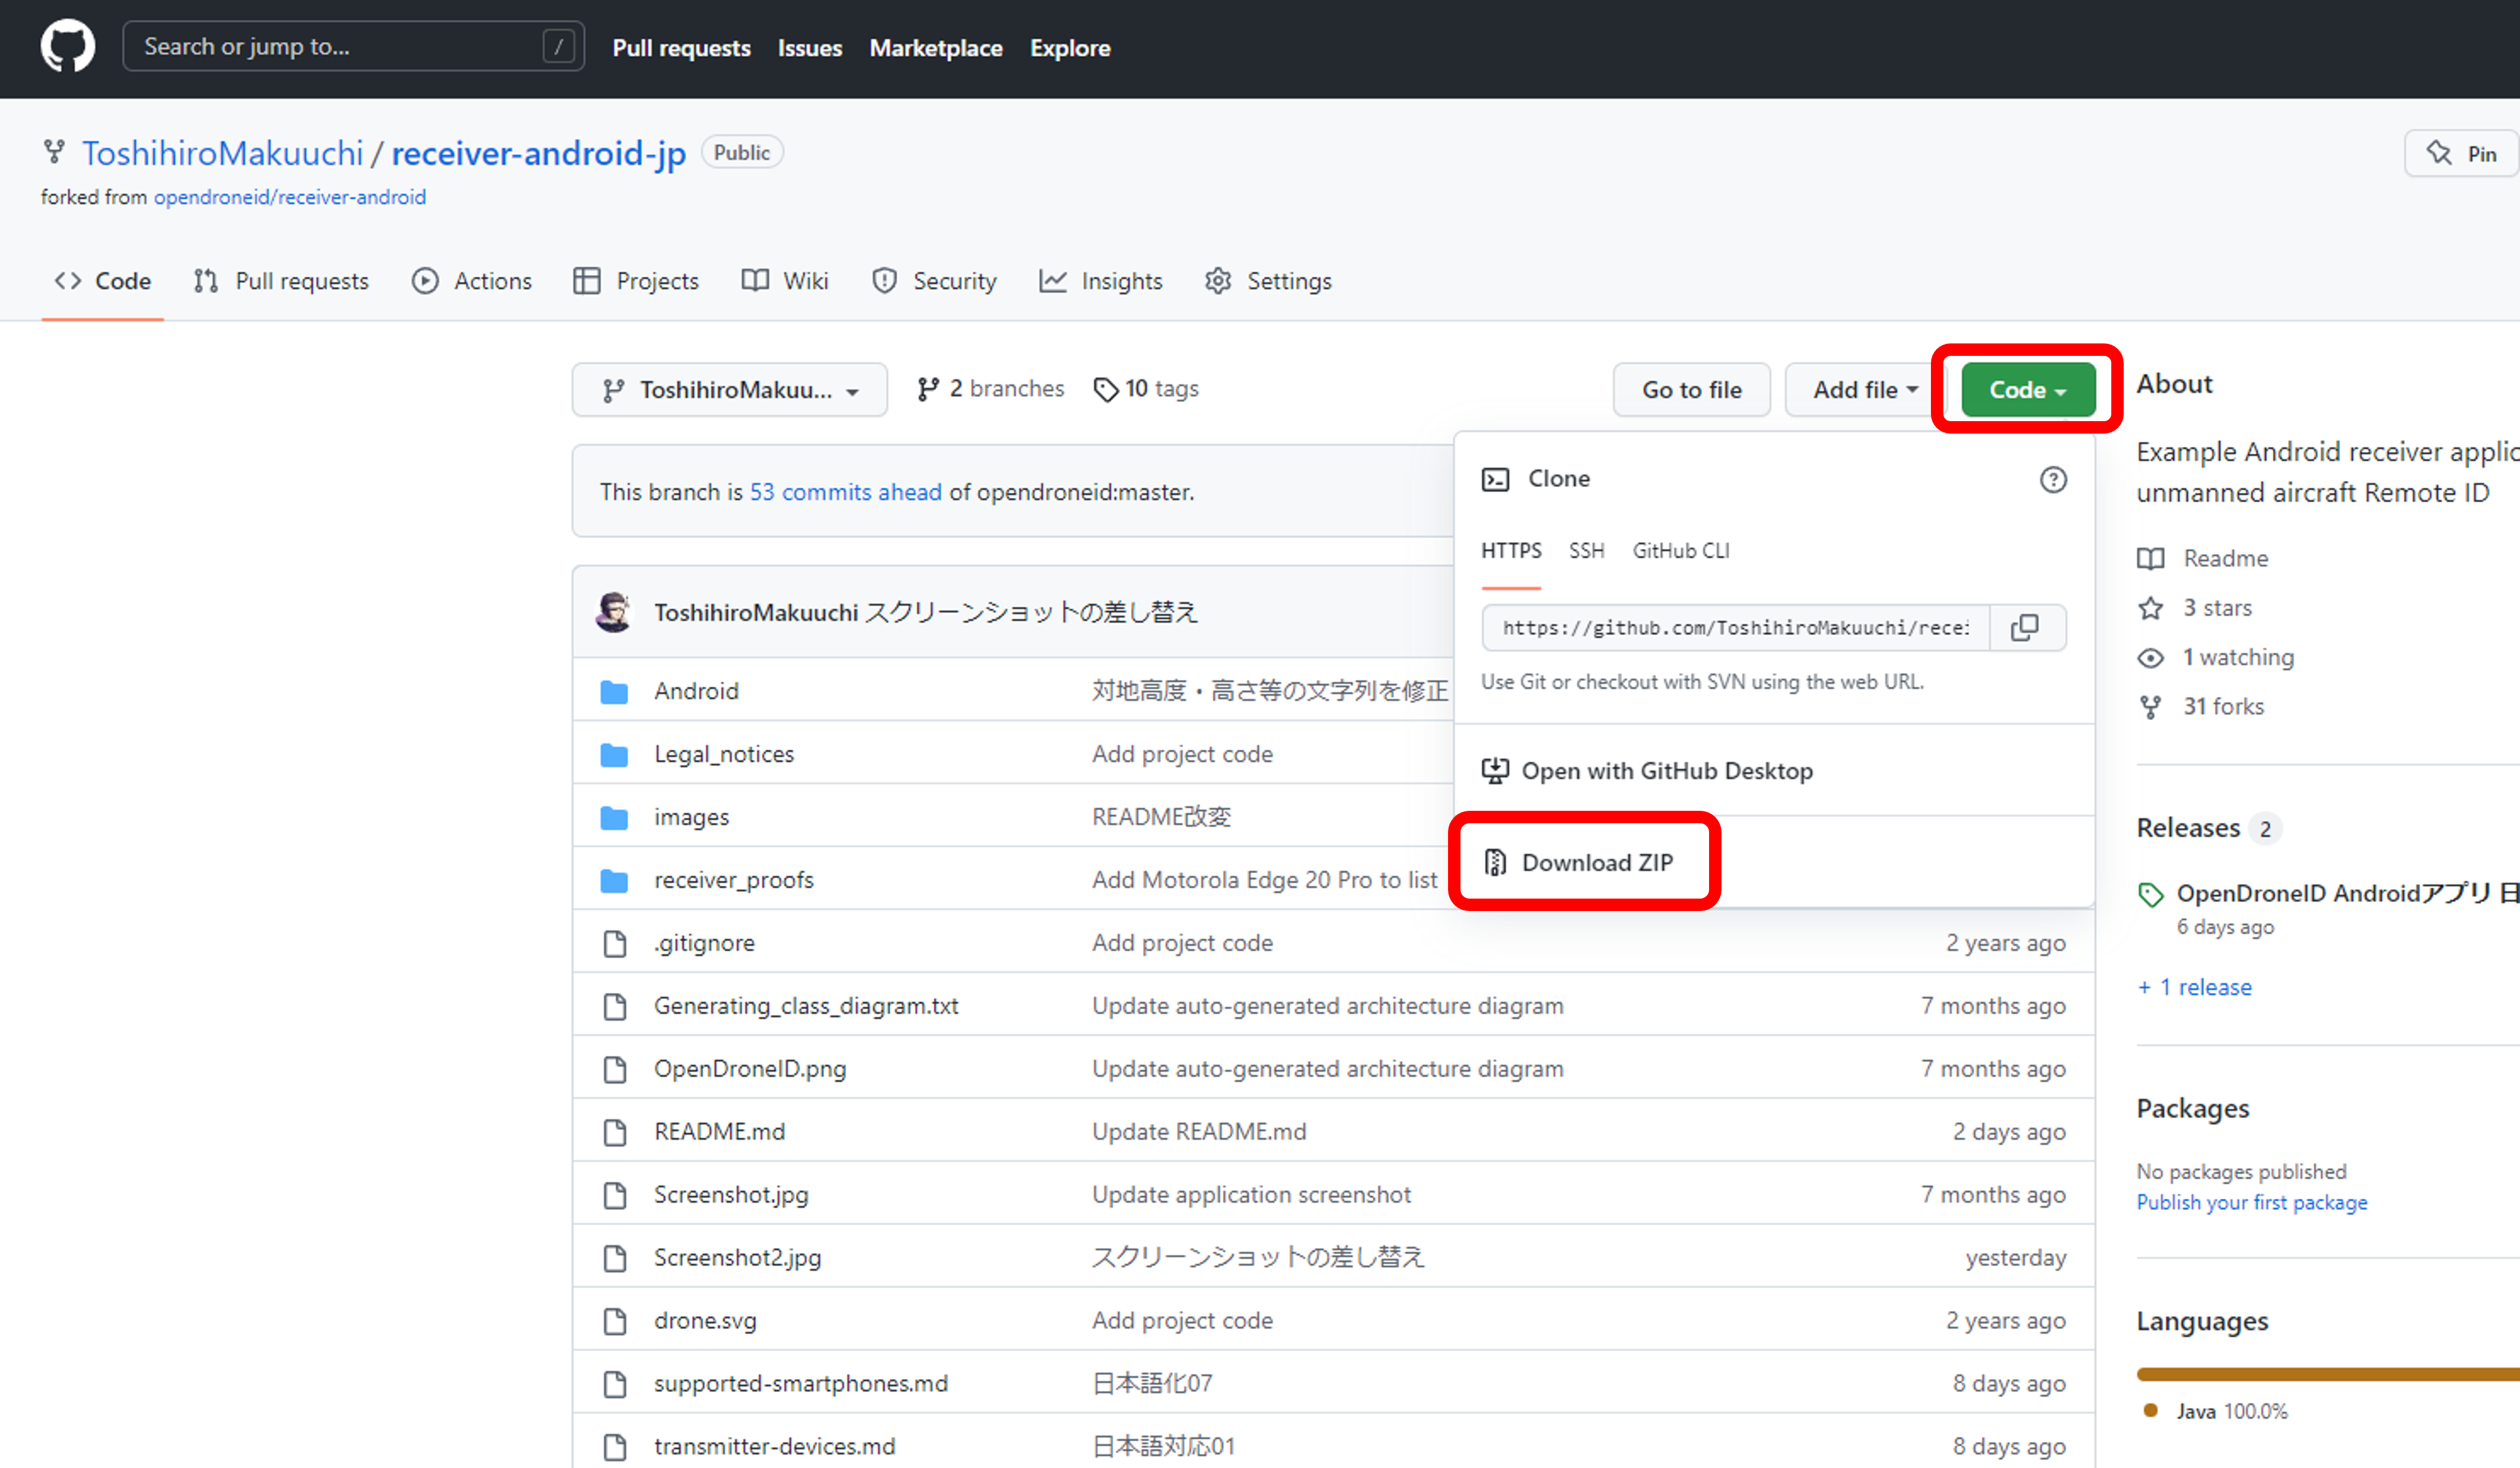 Search or jump to... /
Pull requests Issues Marketplace Explore
ToshihiroMakuuchi / receiver-android-jp Public
Pin
forked from opendroneid/receiver-android
Code Pull requests Actions Projects Wiki Security Insights Settings
ToshihiroMakuu... 2 branches 10 tags
Go to file Add file Code
This branch is 53 commits ahead of opendroneid:master.
ToshihiroMakuuchi スクリーンショットの差し替え
Android 対地高度・高さ等の文字列を修正
Legal_notices Add project code
images README改変
receiver_proofs Add Motorola Edge 20 Pro to list
.gitignore Add project code 2 years ago
Generating_class_diagram.txt Update auto-generated architecture diagram 7 months ago
OpenDroneID.png Update auto-generated architecture diagram 7 months ago
README.md Update README.md 2 days ago
Screenshot.jpg Update application screenshot 7 months ago
Screenshot2.jpg スクリーンショットの差し替え yesterday
drone.svg Add project code 2 years ago
supported-smartphones.md 日本語化07 8 days ago
transmitter-devices.md 日本語対応01 8 days ago
Clone
HTTPS SSH GitHub CLI
https://github.com/ToshihiroMakuuchi/recei
Use Git or checkout with SVN using the web URL.
Open with GitHub Desktop
Download ZIP
About
Example Android receiver applic
unmanned aircraft Remote ID
Readme
3 stars
1 watching
31 forks
Releases 2
OpenDroneID Androidアプリ 日
6 days ago
+ 1 release
Packages
No packages published
Publish your first package
Languages
Java 100.0%